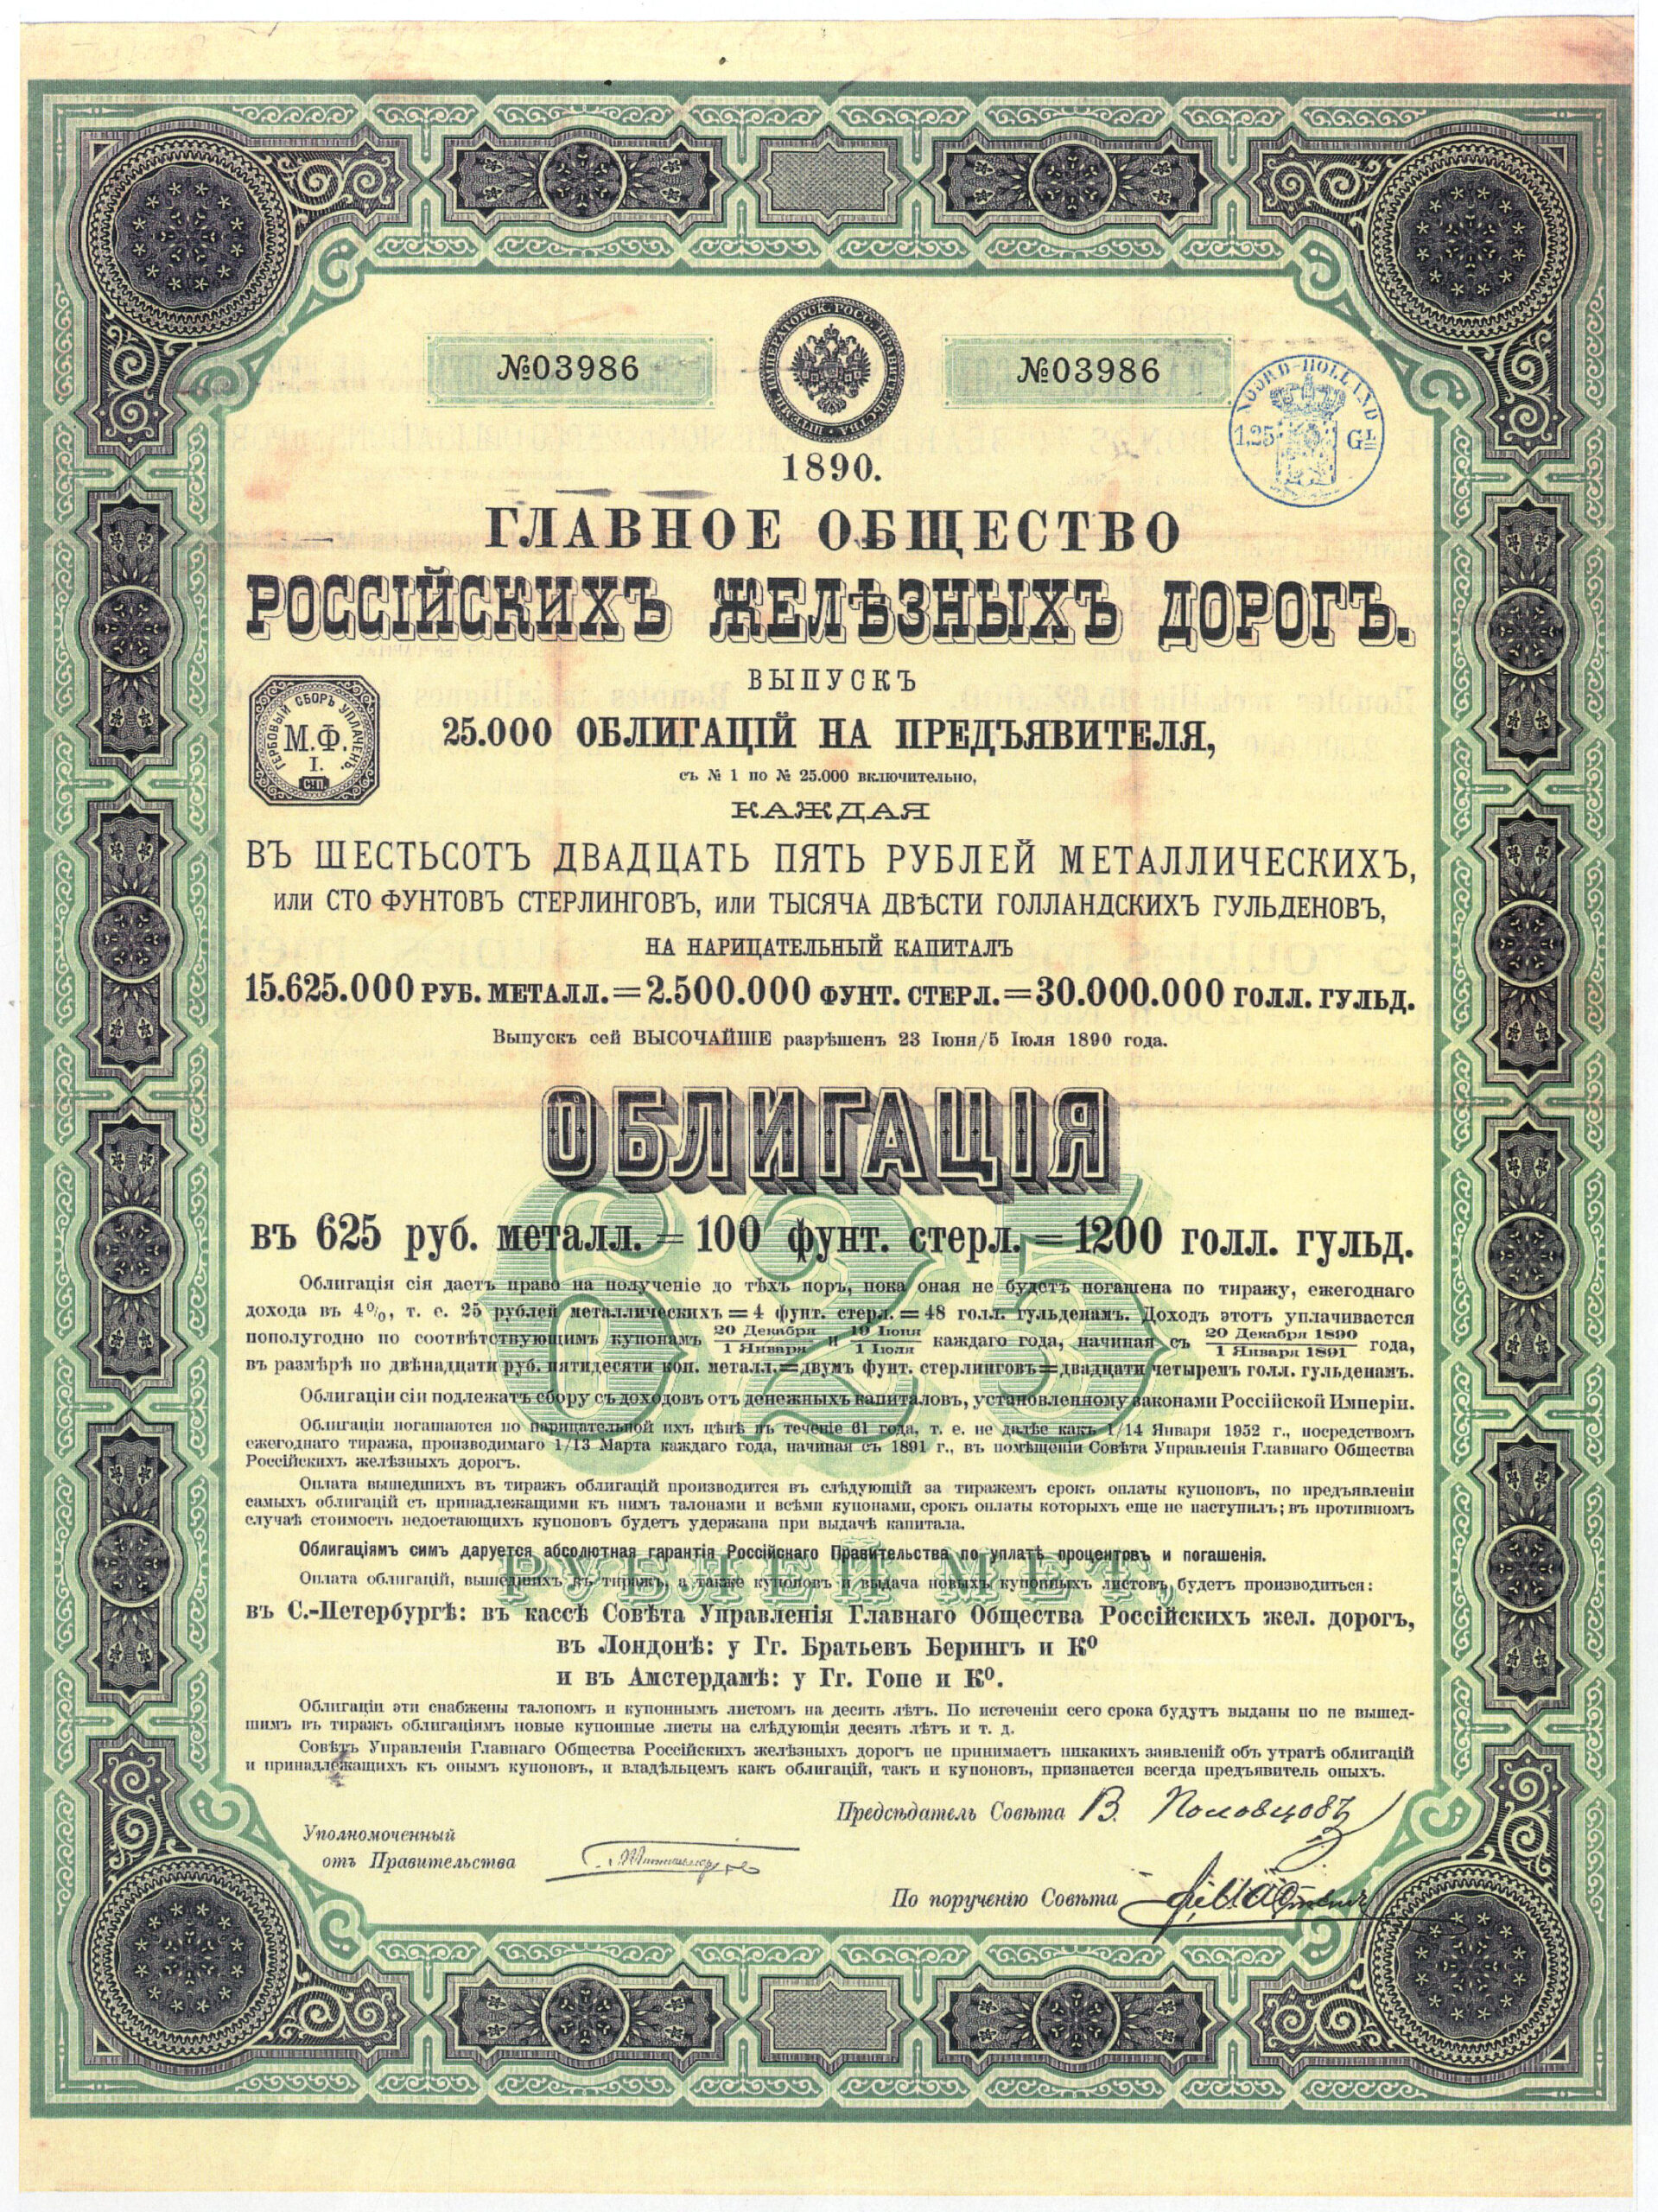 ШТЕМП. ИМПЕРАТОРСК. РОСС. ПРАВИТЕЛЬСТВА
№03986
№03986
NOORD-HOLLAND
1,25 GL
1890.
ГЛАВНОЕ ОБЩЕСТВО
РОССІЙСКИХЪ ЖЕЛѢЗНЫХЪ ДОРОГЪ.
ВЫПУСКЪ
ГЕРБОВЫЙ СБОРЪ УПЛАЧЕНЪ.
М.Ф.
I.
С.П.
25.000 ОБЛИГАЦІЙ НА ПРЕДЪЯВИТЕЛЯ,
съ № 1 по № 25.000 включительно,
КАЖДАЯ
ВЪ ШЕСТЬСОТЪ ДВАДЦАТЬ ПЯТЬ РУБЛЕЙ МЕТАЛЛИЧЕСКИХЪ,
ИЛИ СТО ФУНТОВЪ СТЕРЛИНГОВЪ, ИЛИ ТЫСЯЧА ДВѢСТИ ГОЛЛАНДСКИХЪ ГУЛЬДЕНОВЪ,
НА НАРИЦАТЕЛЬНЫЙ КАПИТАЛЪ
15.625.000 РУБ. МЕТАЛЛ.=2.500.000 ФУНТ. СТЕРЛ.=30.000.000 ГОЛЛ. ГУЛЬД.
Выпускъ сей ВЫСОЧАЙШЕ разрѣшенъ 23 Іюня/5 Іюля 1890 года.
ОБЛИГАЦІЯ
въ 625 руб. металл. = 100 фунт. стерл. = 1200 голл. гульд.
625
Облигація сія даетъ право на полученіе до тѣхъ поръ, пока оная не будетъ погашена по тиражу, ежегоднаго
дохода въ 4%, т. е. 25 рублей металлическихъ = 4 фунт. стерл. = 48 голл. гульденамъ. Доходъ этотъ уплачивается
пополугодно по соотвѣтствующимъ купонамъ 20 Декабря/1 Января и 19 Іюня/1 Іюля каждаго года, начиная съ 20 Декабря 1890/1 Января 1891 года,
въ размѣрѣ по двѣнадцати руб. пятидесяти коп. металл.=двумъ фунт. стерлинговъ=двадцати четыремъ голл. гульденамъ.
Облигаціи сіи подлежатъ сбору съ доходовъ отъ денежныхъ капиталовъ, установленному законами Россійской Имперіи.
Облигаціи погашаются по нарицательной ихъ цѣнѣ въ теченіе 61 года, т. е. не далѣе какъ 1/14 Января 1952 г., посредствомъ
ежегоднаго тиража, производимаго 1/13 Марта каждаго года, начиная съ 1891 г., въ помѣщеніи Совѣта Управленія Главнаго Общества
Россійскихъ желѣзныхъ дорогъ.
Оплата вышедшихъ въ тиражъ облигацій производится въ слѣдующій за тиражемъ срокъ оплаты купоновъ, по предъявленіи
самыхъ облигацій съ принадлежащими къ нимъ талонами и всѣми купонами, срокъ оплаты которыхъ еще не наступилъ; въ противномъ
случаѣ стоимость недостающихъ купоновъ будетъ удержана при выдачѣ капитала.
Облигаціямъ симъ даруется абсолютная гарантія Россійскаго Правительства по уплатѣ процентовъ и погашенія.
РУБЛЕЙ МЕТ.
Оплата облигацій, вышедшихъ въ тиражъ, а также купоновъ и выдача новыхъ купонныхъ листовъ, будетъ производиться:
въ С.-Петербургѣ: въ кассѣ Совѣта Управленія Главнаго Общества Россійскихъ жел. дорогъ,
въ Лондонѣ: у Гг. Братьевъ Берингъ и К⁰
и въ Амстердамѣ: у Гг. Гопе и К⁰.
Облигаціи эти снабжены талономъ и купоннымъ листомъ на десять лѣтъ. По истеченіи сего срока будутъ выданы по не вышед-
шимъ въ тиражъ облигаціямъ новые купонные листы на слѣдующія десять лѣтъ и т. д.
Совѣтъ Управленія Главнаго Общества Россійскихъ желѣзныхъ дорогъ не принимаетъ никакихъ заявленій объ утратѣ облигацій
и принадлежащихъ къ онымъ купоновъ, и владѣльцемъ какъ облигацій, такъ и купоновъ, признается всегда предъявитель оныхъ.
Предсѣдатель Совѣта В. Половцовъ
Уполномоченный
отъ Правительства
По порученію Совѣта